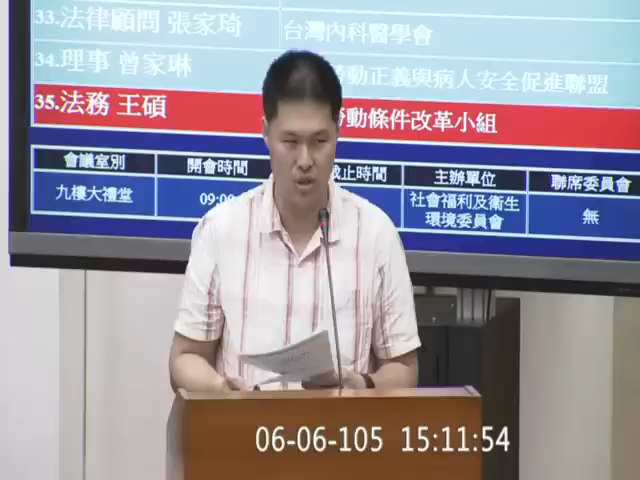 33.法律顧問 張家琦 台灣內科醫學會
34.理事 曾家琳 動正義與病人安全促進聯盟
35.法務 王碩 動條件改革小組
會議室別 開會時間 止時間 主辦單位 聯席委員會
九樓大禮堂 09:00 社會福利及衛生環境委員會 無
06-06-105 15:11:54